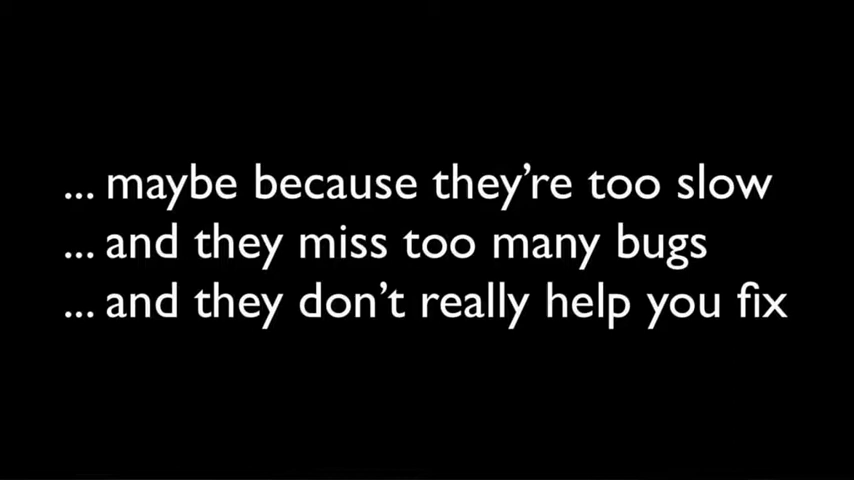 ... maybe because they’re too slow
... and they miss too many bugs
... and they don’t really help you fix